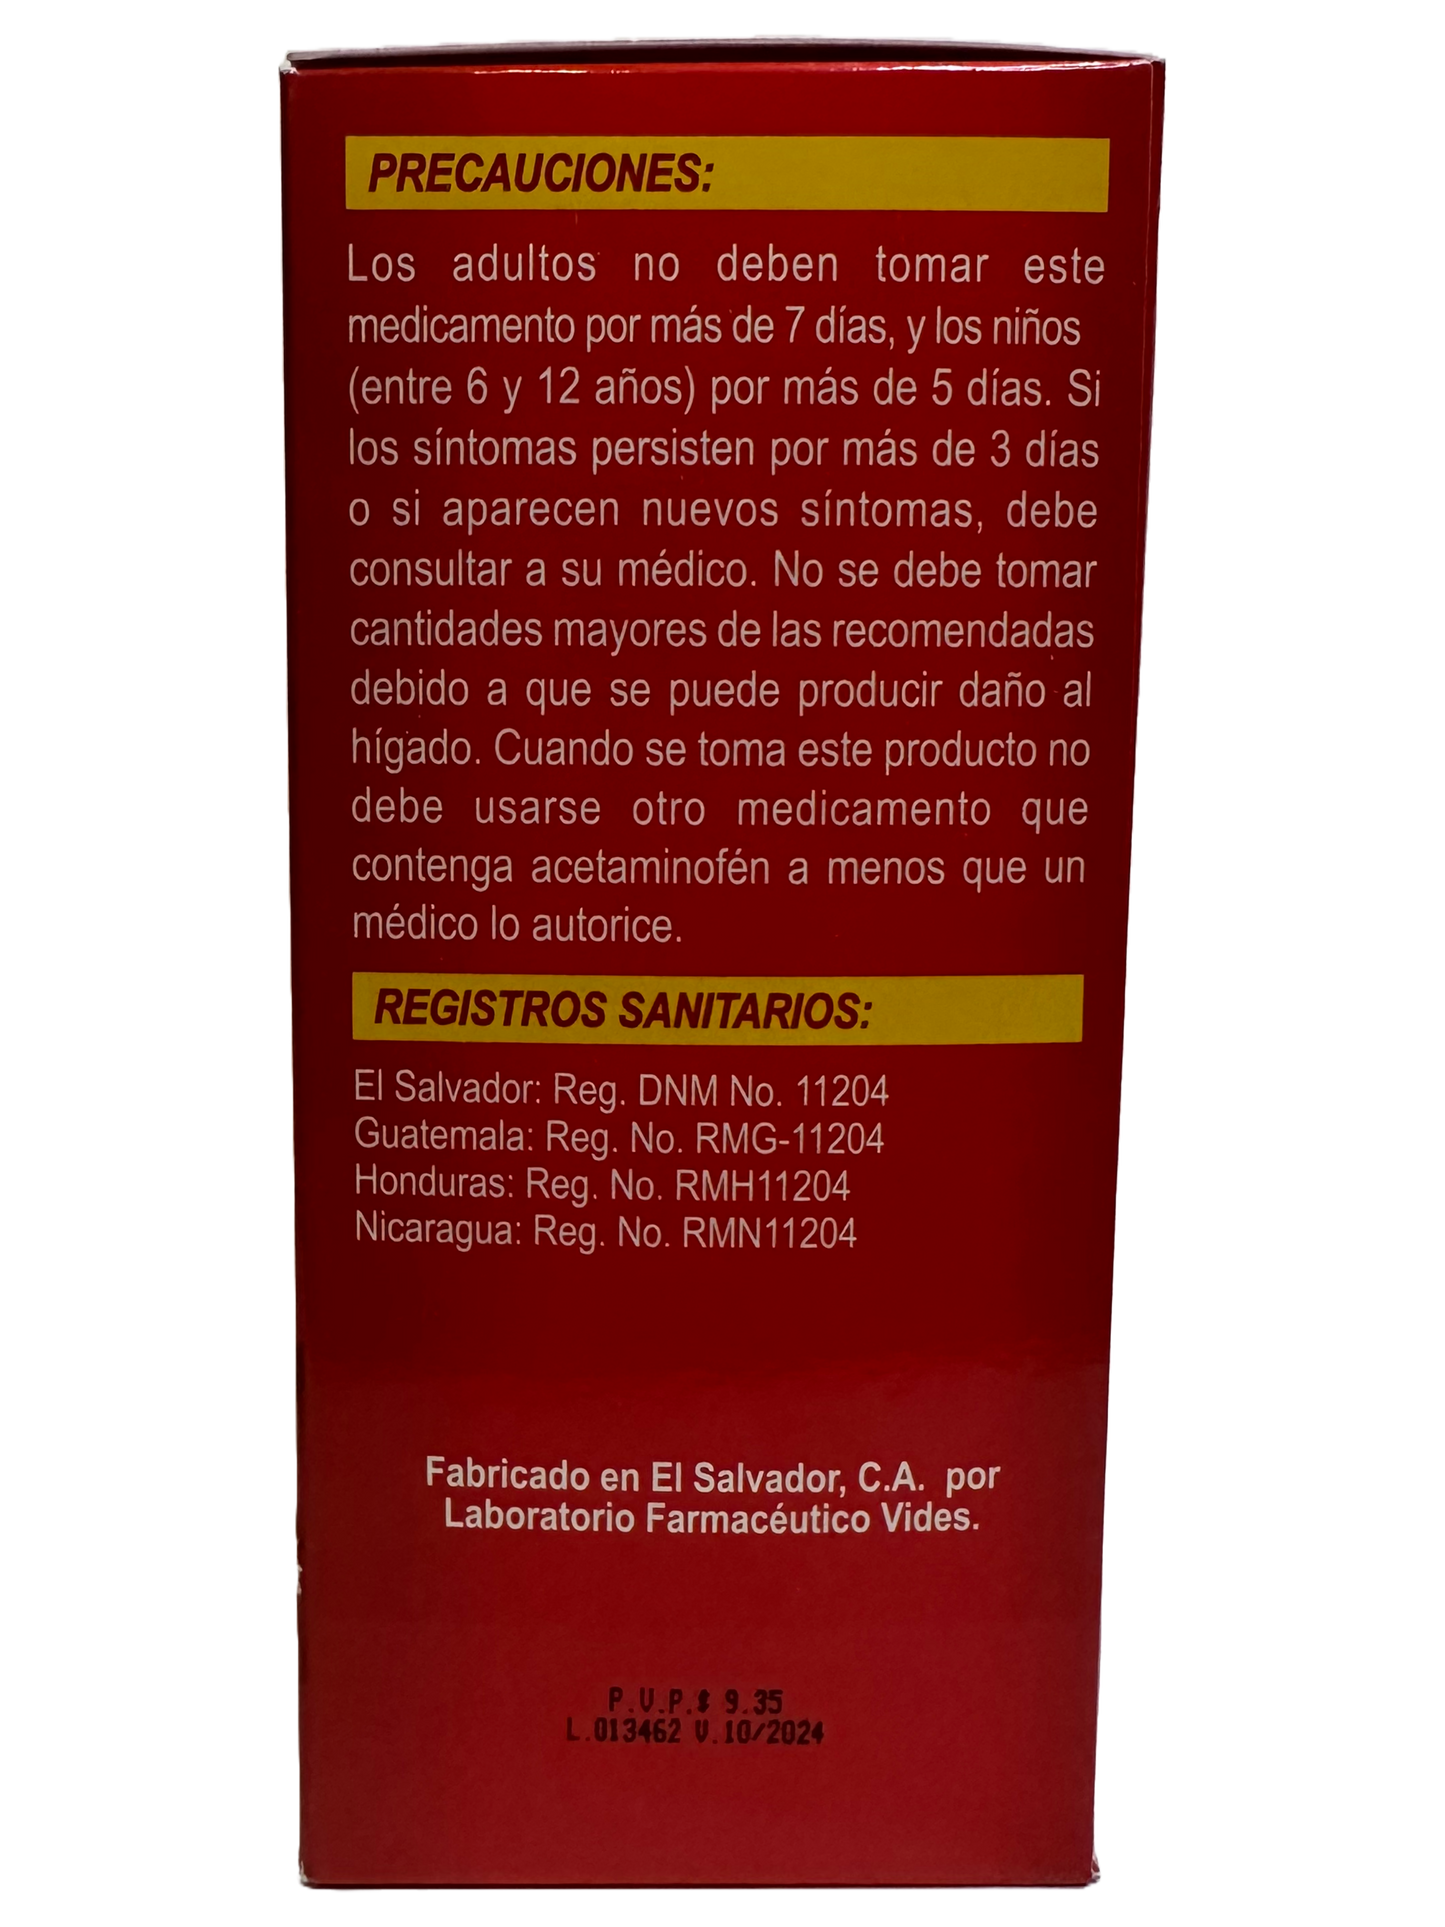 PRECAUCIONES:
Los adultos no deben tomar este
medicamento por más de 7 días, y los niños
(entre 6 y 12 años) por más de 5 días. Si
los síntomas persisten por más de 3 días
o si aparecen nuevos síntomas, debe
consultar a su médico. No se debe tomar
cantidades mayores de las recomendadas
debido a que se puede producir daño al
hígado. Cuando se toma este producto no
debe usarse otro medicamento que
contenga acetaminofén a menos que un
médico lo autorice.
REGISTROS SANITARIOS:
El Salvador: Reg. DNM No. 11204
Guatemala: Reg. No. RMG-11204
Honduras: Reg. No. RMH11204
Nicaragua: Reg. No. RMN11204
Fabricado en El Salvador, C.A. por
Laboratorio Farmacéutico Vides.
P.V.P.$ 9.35
L.013462 V.10/2024